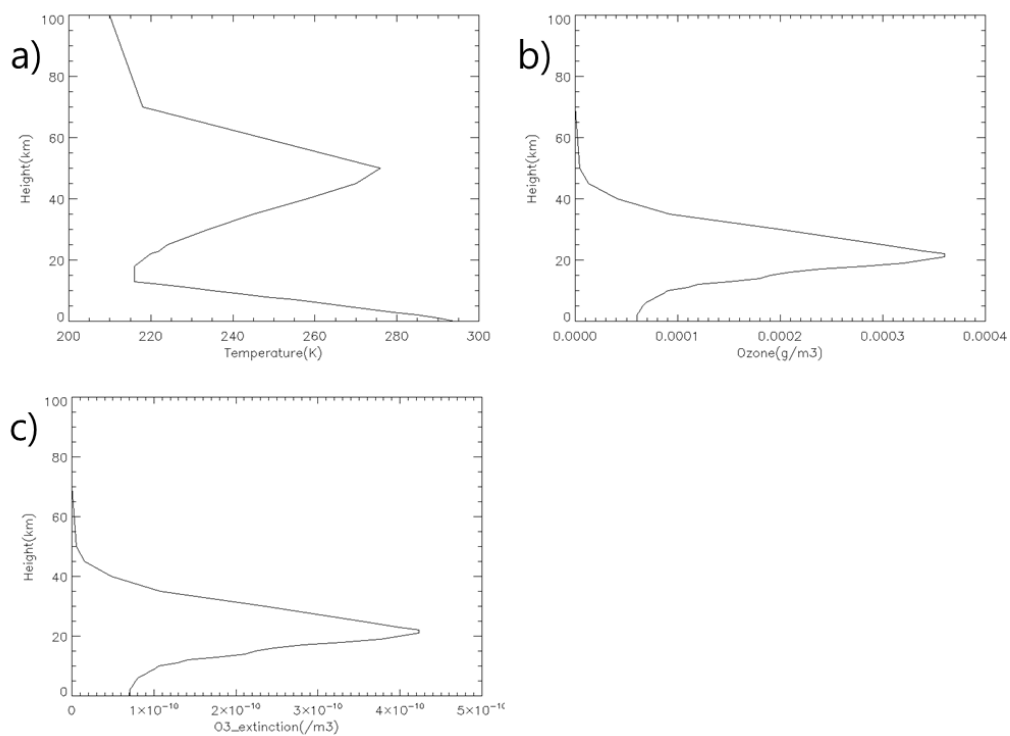 a)
100
80
60
40
20
0
Height(km)
200 220 240 260 280 300
Temperature(K)
b)
100
80
60
40
20
0
Height(km)
0.0000 0.0001 0.0002 0.0003 0.0004
Ozone(g/m3)
c)
100
80
60
40
20
0
Height(km)
0 1×10⁻¹⁰ 2×10⁻¹⁰ 3×10⁻¹⁰ 4×10⁻¹⁰ 5×10⁻¹
O3_extinction(/m3)